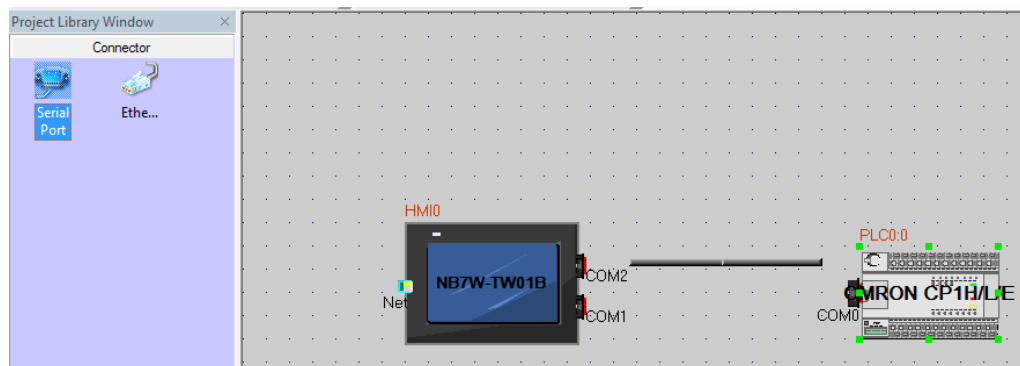 Project Library Window
Connector
Serial
Port
Ethe...
HMI0
NB7W-TW01B
COM2
COM1
Net
PLC0:0
OMRON CP1H/L/E
COM0